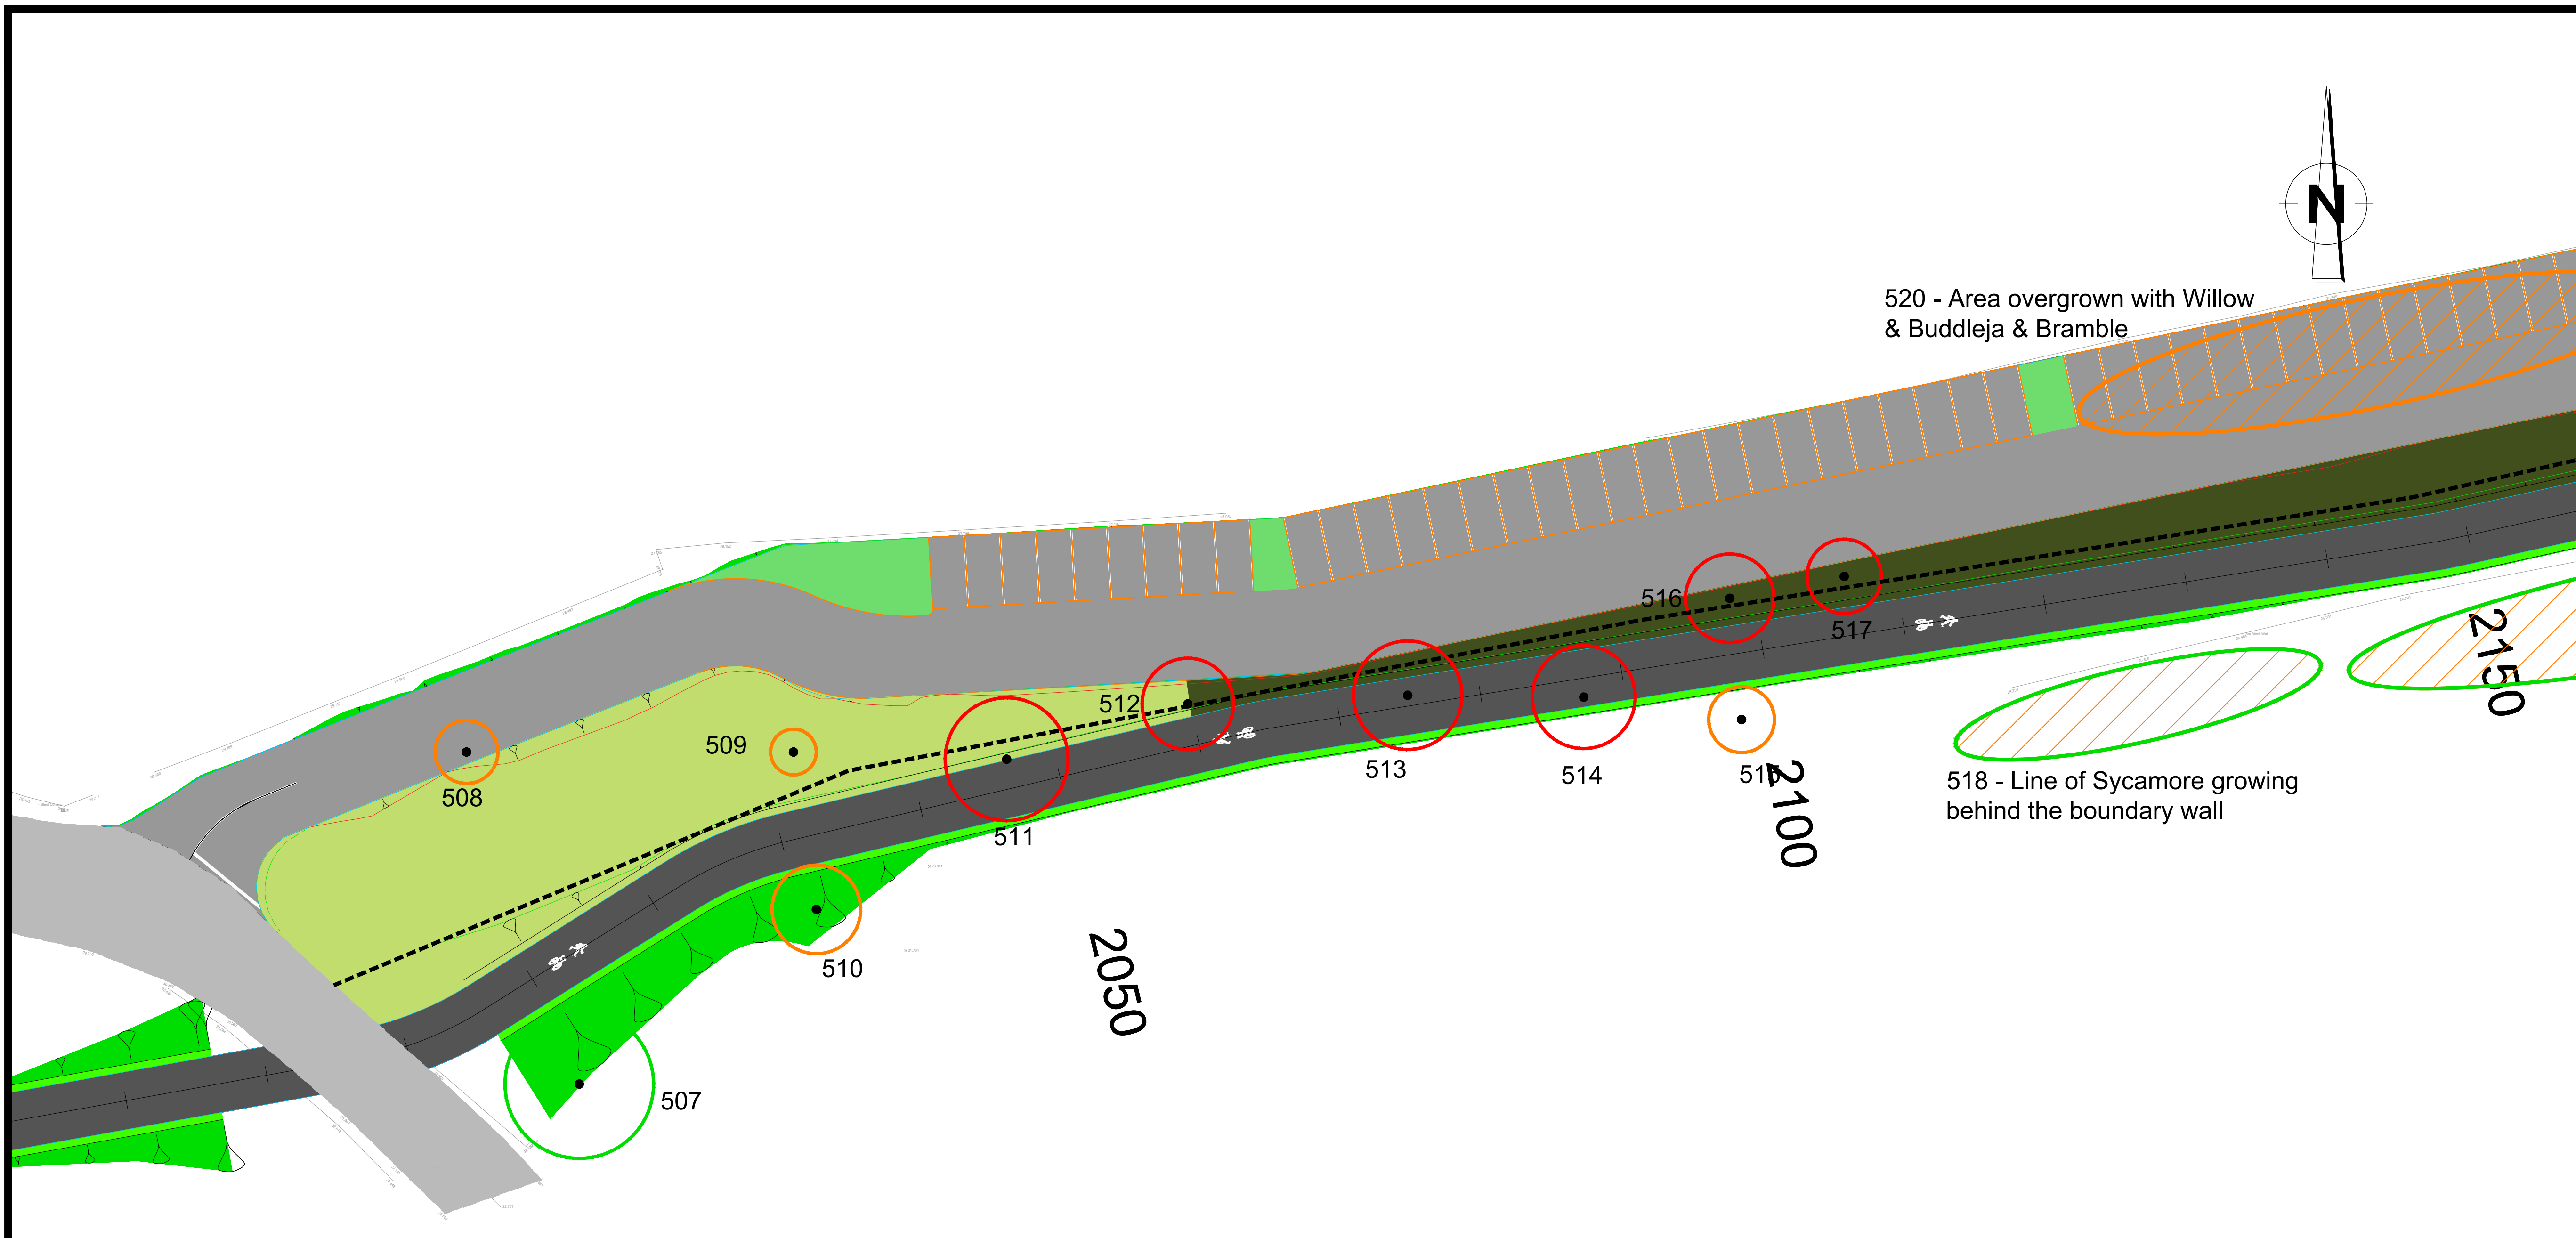 N
520 - Area overgrown with Willow
& Buddleja & Bramble
516
517
2150
512
509
508
513
514
515
518 - Line of Sycamore growing
behind the boundary wall
2100
511
510
2050
507